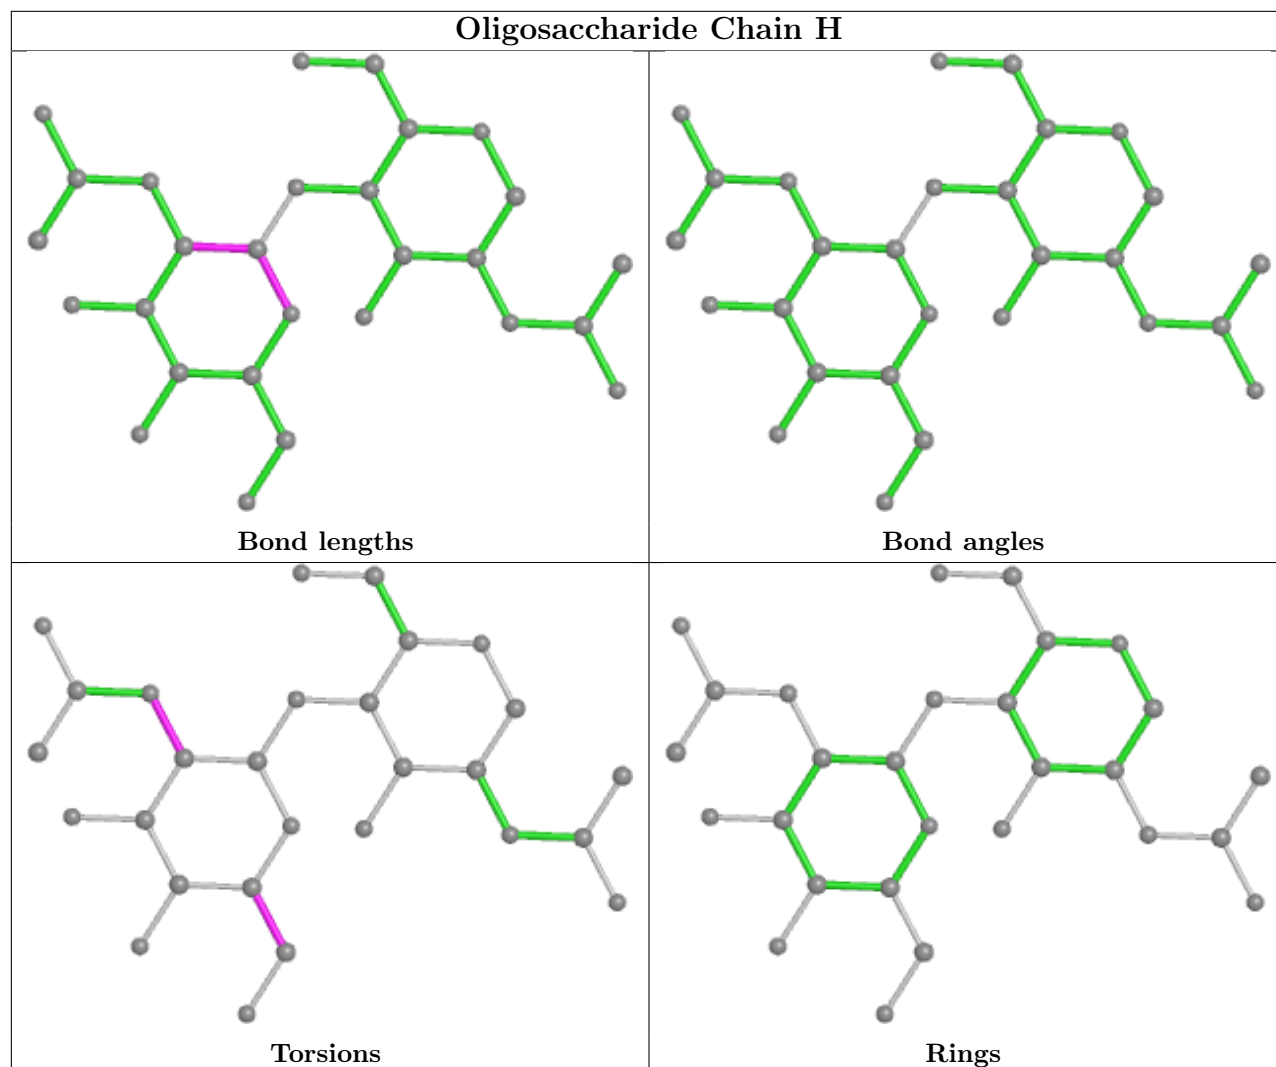 Oligosaccharide Chain H
Bond lengths
Bond angles
Torsions
Rings